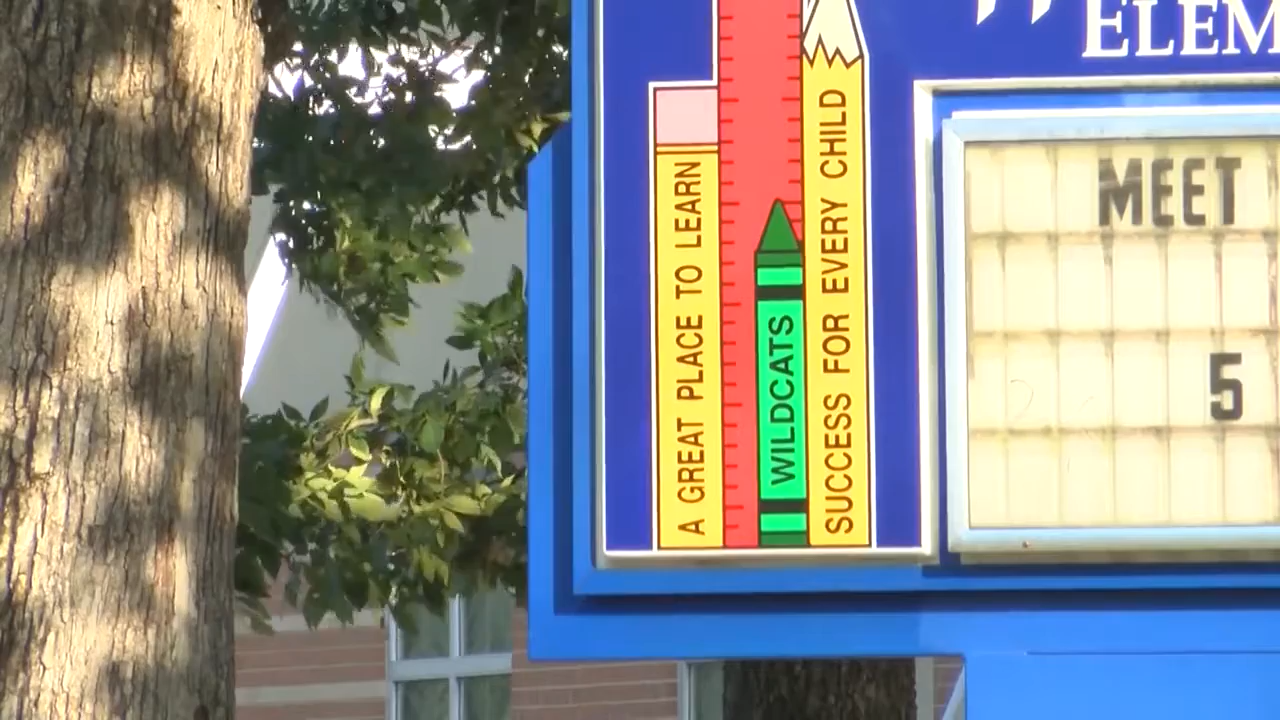 ELEM
A GREAT PLACE TO LEARN
WILDCATS
SUCCESS FOR EVERY CHILD
MEET
5